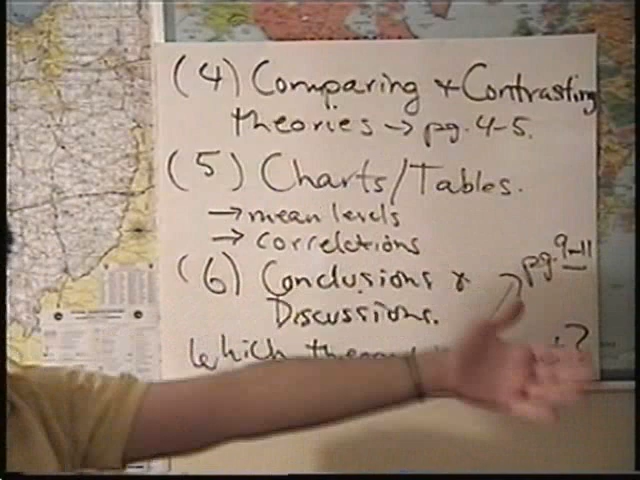 (4) Comparing + Contrasting
theories → pg. 4-5.
(5) Charts/Tables.
→ mean levels
→ correlations
(6) Conclusions & → pg. 9-11
Discussions.
Which ?